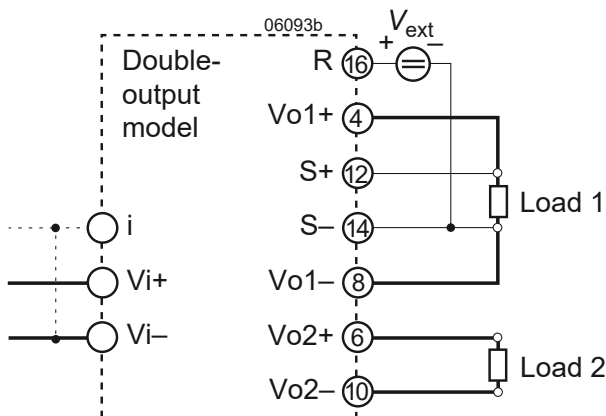 06093b
Vext
+ –
Double-
output
model
R 16
Vo1+ 4
S+ 12
Load 1
i
S– 14
Vi+
Vo1– 8
Vi–
Vo2+ 6
Load 2
Vo2– 10